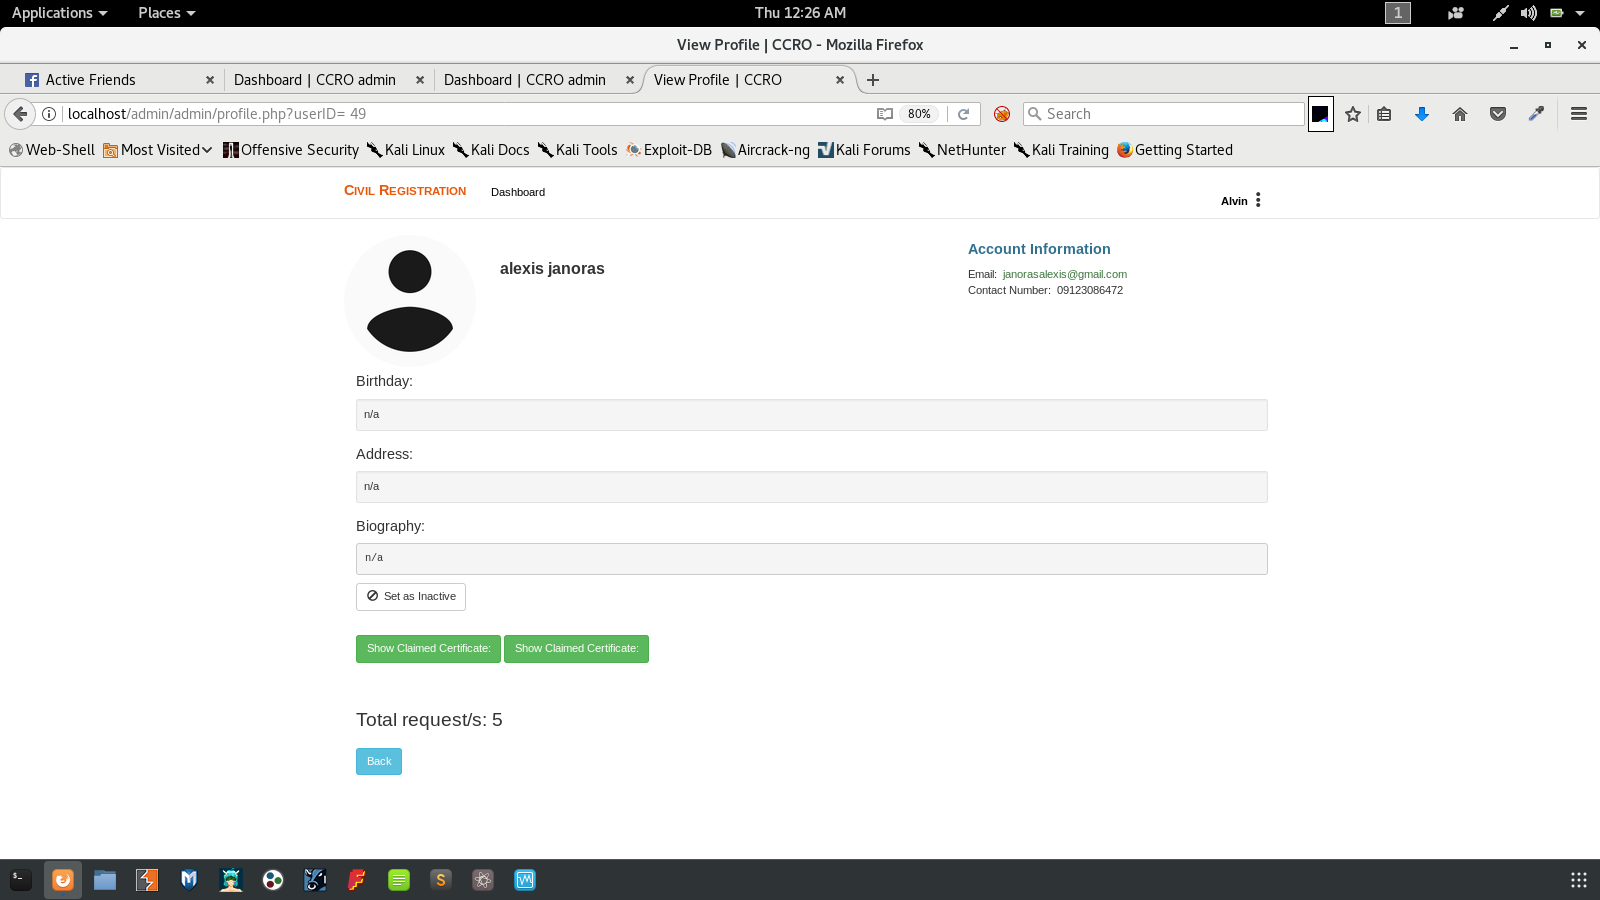 Applications Places Thu 12:26 AM 1
View Profile | CCRO - Mozilla Firefox
Active Friends Dashboard | CCRO admin Dashboard | CCRO admin View Profile | CCRO
localhost/admin/admin/profile.php?userID= 49 80% Search
Web-Shell Most Visited Offensive Security Kali Linux Kali Docs Kali Tools Exploit-DB Aircrack-ng Kali Forums NetHunter Kali Training Getting Started
Civil Registration Dashboard Alvin
alexis janoras
Account Information
Email: janorasalexis@gmail.com
Contact Number: 09123086472
Birthday:
n/a
Address:
n/a
Biography:
n/a
Set as Inactive
Show Claimed Certificate: Show Claimed Certificate:
Total request/s: 5
Back